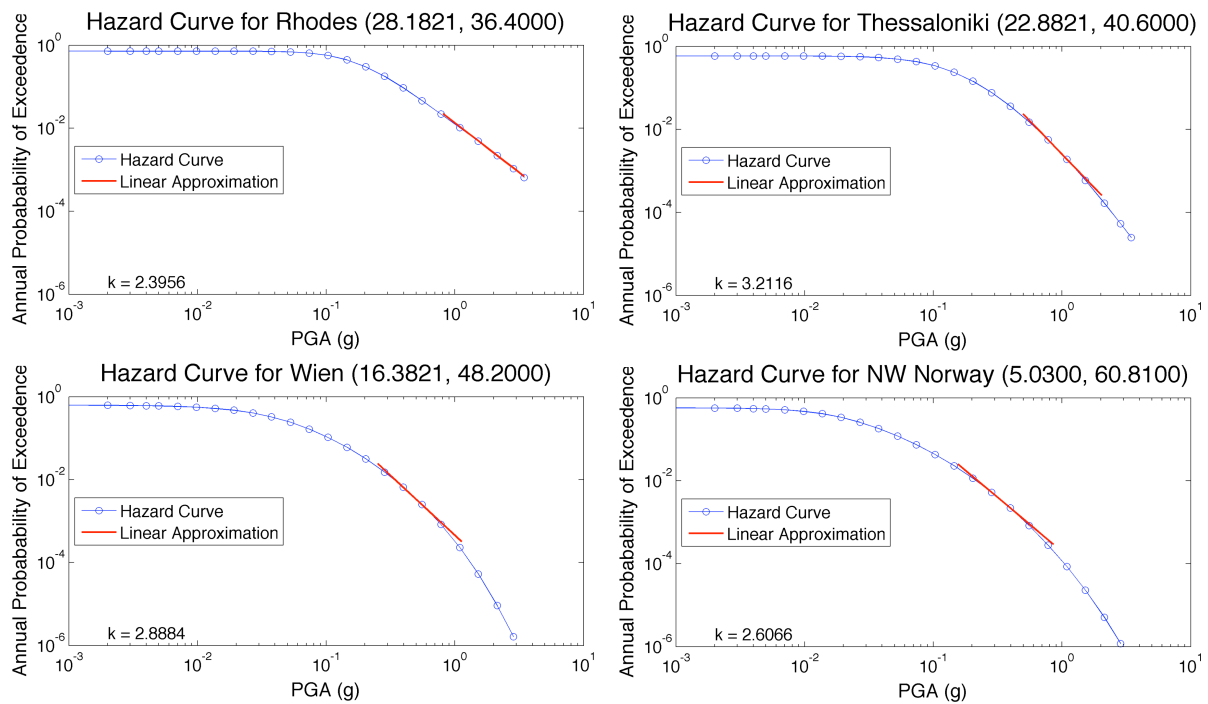 Hazard Curve for Rhodes (28.1821, 36.4000)
Annual Probabability of Exceedence
10^0
10^-2
10^-4
10^-6
Hazard Curve
Linear Approximation
k = 2.3956
10^-3
10^-2
10^-1
10^0
10^1
PGA (g)
Hazard Curve for Thessaloniki (22.8821, 40.6000)
Annual Probabability of Exceedence
10^0
10^-2
10^-4
10^-6
Hazard Curve
Linear Approximation
k = 3.2116
10^-3
10^-2
10^-1
10^0
10^1
PGA (g)
Hazard Curve for Wien (16.3821, 48.2000)
Annual Probabability of Exceedence
10^0
10^-2
10^-4
10^-6
Hazard Curve
Linear Approximation
k = 2.8884
10^-3
10^-2
10^-1
10^0
10^1
PGA (g)
Hazard Curve for NW Norway (5.0300, 60.8100)
Annual Probabability of Exceedence
10^0
10^-2
10^-4
10^-6
Hazard Curve
Linear Approximation
k = 2.6066
10^-3
10^-2
10^-1
10^0
10^1
PGA (g)